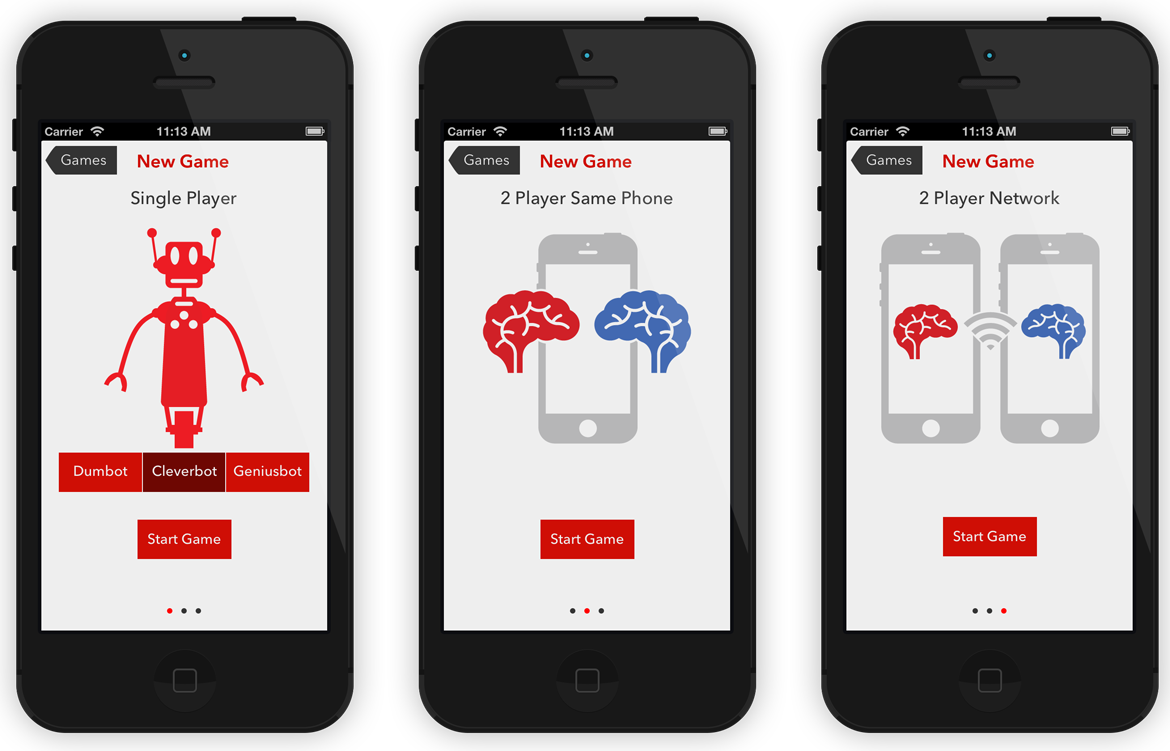 Carrier 11:13 AM
Games New Game
Single Player
Dumbot Cleverbot Geniusbot
Start Game
Carrier 11:13 AM
Games New Game
2 Player Same Phone
Start Game
Carrier 11:13 AM
Games New Game
2 Player Network
Start Game